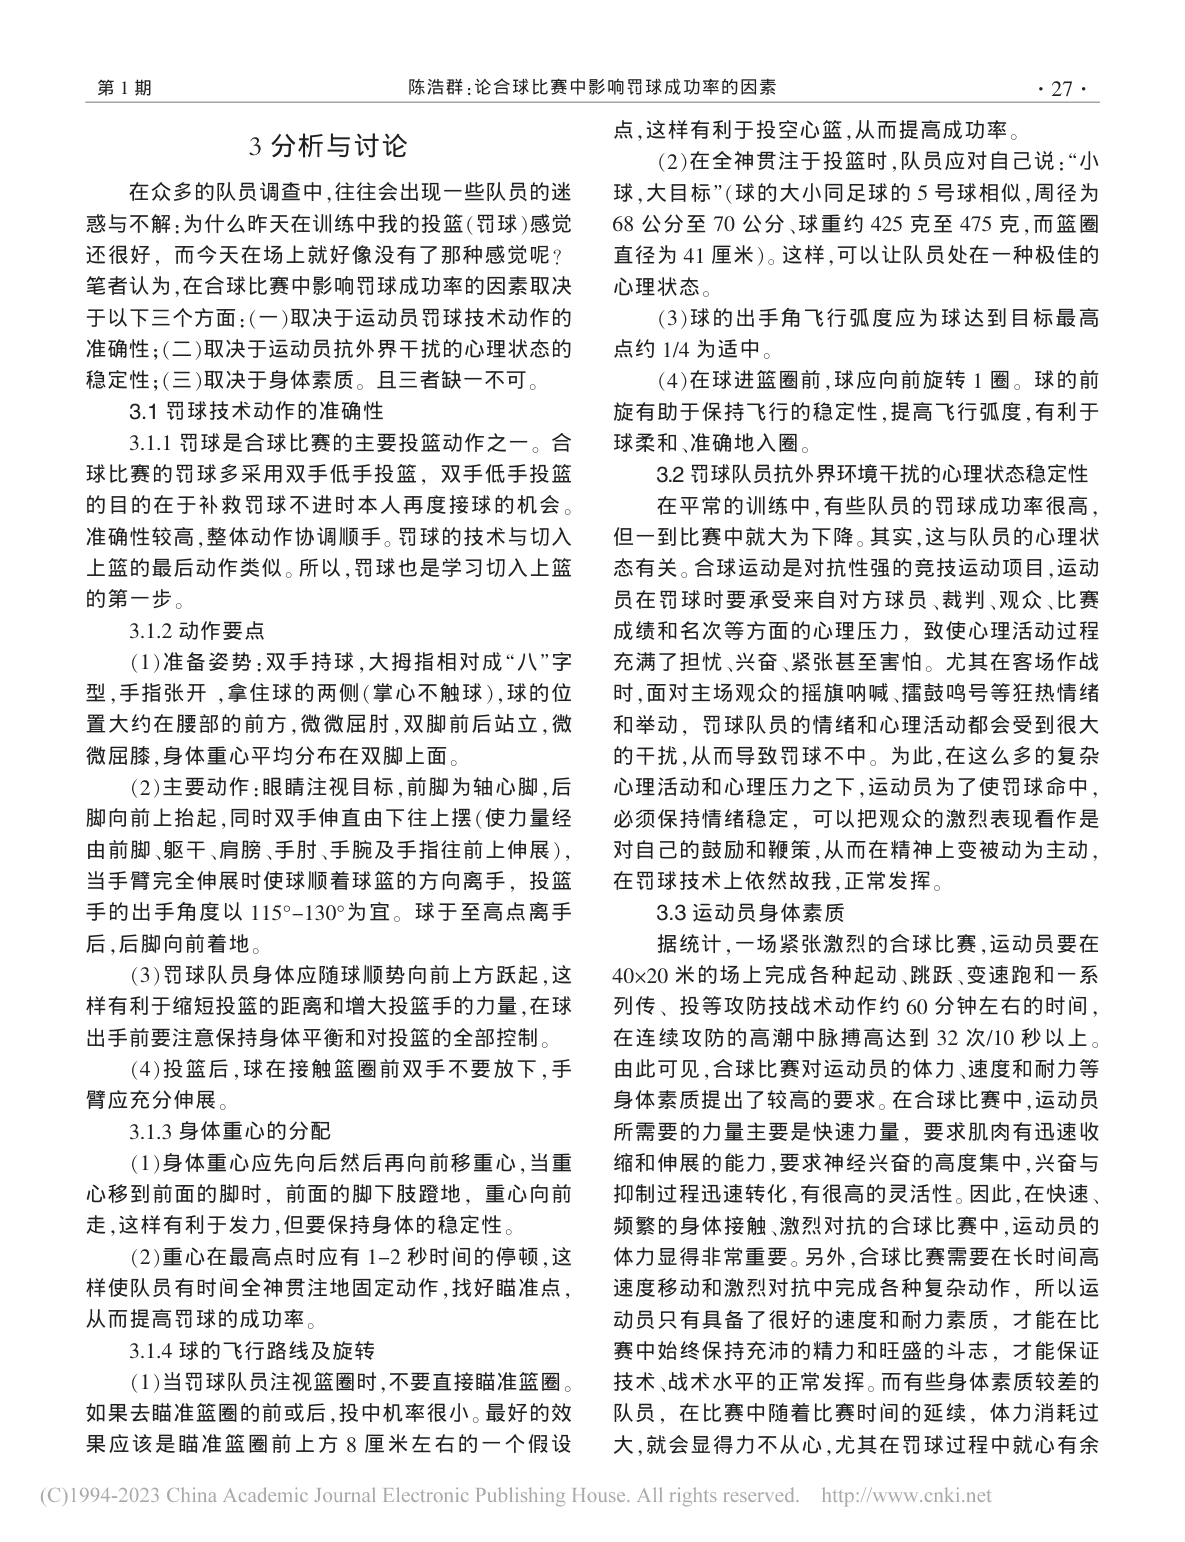 第 1 期
陈浩群:论合球比赛中影响罚球成功率的因素
· 27 ·
3 分析与讨论
在众多的队员调查中,往往会出现一些队员的迷
惑与不解:为什么昨天在训练中我的投篮(罚球)感觉
还很好，而今天在场上就好像没有了那种感觉呢?
笔者认为,在合球比赛中影响罚球成功率的因素取决
于以下三个方面:(一)取决于运动员罚球技术动作的
准确性;(二)取决于运动员抗外界干扰的心理状态的
稳定性;(三)取决于身体素质。且三者缺一不可。
3.1 罚球技术动作的准确性
3.1.1 罚球是合球比赛的主要投篮动作之一。合
球比赛的罚球多采用双手低手投篮，双手低手投篮
的目的在于补救罚球不进时本人再度接球的机会。
准确性较高,整体动作协调顺手。罚球的技术与切入
上篮的最后动作类似。所以,罚球也是学习切入上篮
的第一步。
3.1.2 动作要点
(1)准备姿势:双手持球,大拇指相对成“八”字
型,手指张开 ,拿住球的两侧(掌心不触球),球的位
置大约在腰部的前方,微微屈肘,双脚前后站立,微
微屈膝,身体重心平均分布在双脚上面。
(2)主要动作:眼睛注视目标,前脚为轴心脚,后
脚向前上抬起,同时双手伸直由下往上摆(使力量经
由前脚、躯干、肩膀、手肘、手腕及手指往前上伸展),
当手臂完全伸展时使球顺着球篮的方向离手，投篮
手的出手角度以 115°–130°为宜。球于至高点离手
后,后脚向前着地。
(3)罚球队员身体应随球顺势向前上方跃起,这
样有利于缩短投篮的距离和增大投篮手的力量,在球
出手前要注意保持身体平衡和对投篮的全部控制。
(4)投篮后,球在接触篮圈前双手不要放下,手
臂应充分伸展。
3.1.3 身体重心的分配
(1)身体重心应先向后然后再向前移重心,当重
心移到前面的脚时，前面的脚下肢蹬地，重心向前
走,这样有利于发力,但要保持身体的稳定性。
(2)重心在最高点时应有 1–2 秒时间的停顿,这
样使队员有时间全神贯注地固定动作,找好瞄准点,
从而提高罚球的成功率。
3.1.4 球的飞行路线及旋转
(1)当罚球队员注视篮圈时,不要直接瞄准篮圈。
如果去瞄准篮圈的前或后,投中机率很小。最好的效
果应该是瞄准篮圈前上方 8 厘米左右的一个假设
点,这样有利于投空心篮,从而提高成功率。
(2)在全神贯注于投篮时,队员应对自己说:“小
球,大目标”(球的大小同足球的 5 号球相似,周径为
68 公分至 70 公分、球重约 425 克至 475 克,而篮圈
直径为 41 厘米)。这样,可以让队员处在一种极佳的
心理状态。
(3)球的出手角飞行弧度应为球达到目标最高
点约 1/4 为适中。
(4)在球进篮圈前,球应向前旋转 1 圈。球的前
旋有助于保持飞行的稳定性,提高飞行弧度,有利于
球柔和、准确地入圈。
3.2 罚球队员抗外界环境干扰的心理状态稳定性
在平常的训练中,有些队员的罚球成功率很高,
但一到比赛中就大为下降。其实,这与队员的心理状
态有关。合球运动是对抗性强的竞技运动项目,运动
员在罚球时要承受来自对方球员、裁判、观众、比赛
成绩和名次等方面的心理压力，致使心理活动过程
充满了担忧、兴奋、紧张甚至害怕。尤其在客场作战
时,面对主场观众的摇旗呐喊、擂鼓鸣号等狂热情绪
和举动，罚球队员的情绪和心理活动都会受到很大
的干扰,从而导致罚球不中。为此,在这么多的复杂
心理活动和心理压力之下,运动员为了使罚球命中,
必须保持情绪稳定，可以把观众的激烈表现看作是
对自己的鼓励和鞭策,从而在精神上变被动为主动,
在罚球技术上依然故我,正常发挥。
3.3 运动员身体素质
据统计,一场紧张激烈的合球比赛,运动员要在
40×20 米的场上完成各种起动、跳跃、变速跑和一系
列传、投等攻防技战术动作约 60 分钟左右的时间,
在连续攻防的高潮中脉搏高达到 32 次/10 秒以上。
由此可见,合球比赛对运动员的体力、速度和耐力等
身体素质提出了较高的要求。在合球比赛中,运动员
所需要的力量主要是快速力量，要求肌肉有迅速收
缩和伸展的能力,要求神经兴奋的高度集中,兴奋与
抑制过程迅速转化,有很高的灵活性。因此,在快速、
频繁的身体接触、激烈对抗的合球比赛中,运动员的
体力显得非常重要。另外,合球比赛需要在长时间高
速度移动和激烈对抗中完成各种复杂动作，所以运
动员只有具备了很好的速度和耐力素质，才能在比
赛中始终保持充沛的精力和旺盛的斗志，才能保证
技术、战术水平的正常发挥。而有些身体素质较差的
队员，在比赛中随着比赛时间的延续，体力消耗过
大,就会显得力不从心,尤其在罚球过程中就心有余
(C)1994-2023 China Academic Journal Electronic Publishing House. All rights reserved. http://www.cnki.net